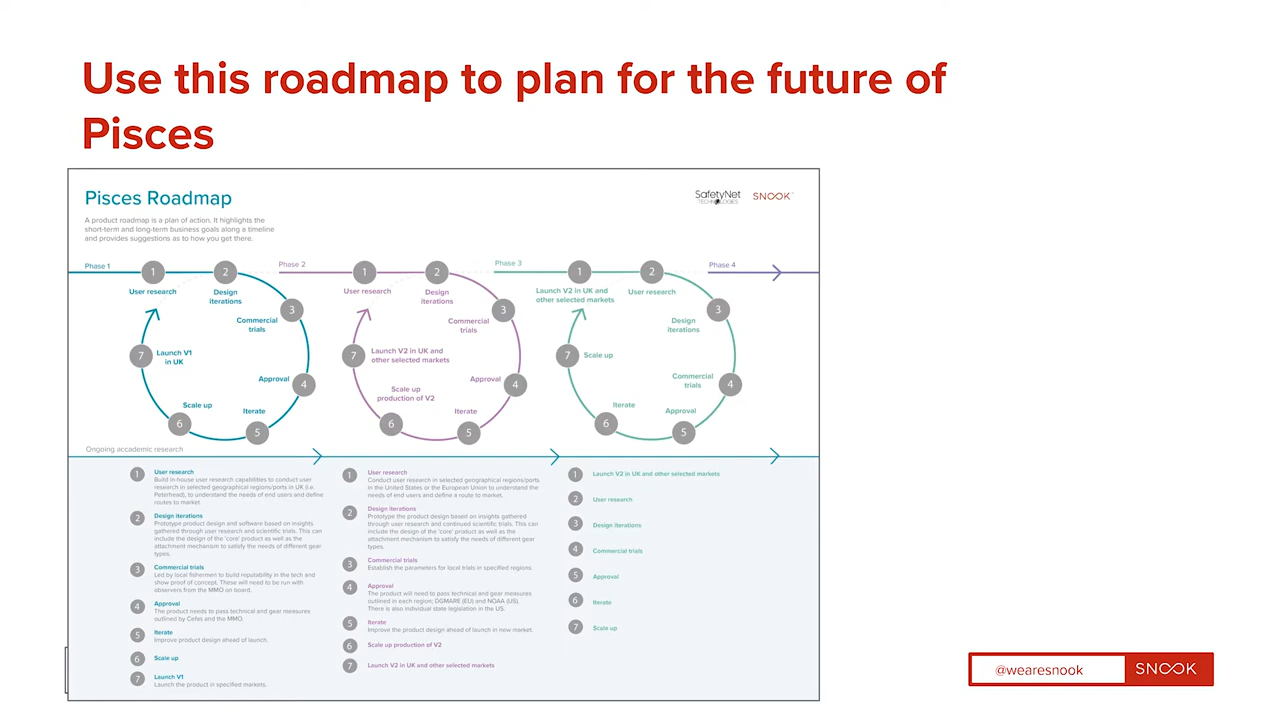 Use this roadmap to plan for the future of
Pisces
Pisces Roadmap
A product roadmap is a plan of action. It highlights the
short-term and long-term business goals along a timeline
and provides suggestions as to how you get there.
SafetyNet
TECHNOLOGIES
SNOOK
Phase 1
1
2
User research
Design
iterations
3
Commercial
trials
Approval
4
Iterate
5
Scale up
6
7
Launch V1
in UK
Phase 2
1
2
User research
Design
iterations
3
Commercial
trials
Approval
4
Iterate
5
Scale up
production of V2
6
7
Launch V2 in UK and
other selected markets
Phase 3
1
2
Launch V2 in UK and
other selected markets
User research
3
Design
iterations
Commercial
trials
4
Approval
5
Iterate
6
7
Scale up
Phase 4
Ongoing accademic research
1
User research
Build in-house user research capabilities to conduct user
research in selected geographical regions/ports in UK (i.e.
Peterhead), to understand the needs of end users and define
routes to market.
2
Design iterations
Prototype product design and software based on insights
gathered through user research and scientific trials. This can
include the design of the 'core' product as well as the
attachment mechanism to satisfy the needs of different gear
types.
3
Commercial trials
Led by local fishermen to build reputability in the tech and
show proof of concept. These will need to be run with
observers from the MMO on board.
4
Approval
The product needs to pass technical and gear measures
outlined by Cefas and the MMO.
5
Iterate
Improve product design ahead of launch.
6
Scale up
7
Launch V1
Launch the product in specified markets.
1
User research
Conduct user research in selected geographical regions/ports
in the United States or the European Union to understand the
needs of end users and define a route to market.
2
Design iterations
Prototype the product design based on insights gathered
through user research and continued scientific trials. This can
include the design of the 'core' product as well as the
attachment mechanism to satisfy the needs of different gear
types.
3
Commercial trials
Establish the parameters for local trials in specified regions.
4
Approval
The product will need to pass technical and gear measures
outlined in each region; DGMARE (EU) and NOAA (US).
There is also individual state legislation in the US.
5
Iterate
Improve the product design ahead of launch in new market.
6
Scale up production of V2
7
Launch V2 in UK and other selected markets
1
Launch V2 in UK and other selected markets
2
User research
3
Design iterations
4
Commercial trials
5
Approval
6
Iterate
7
Scale up
@wearesnook
SNOOK